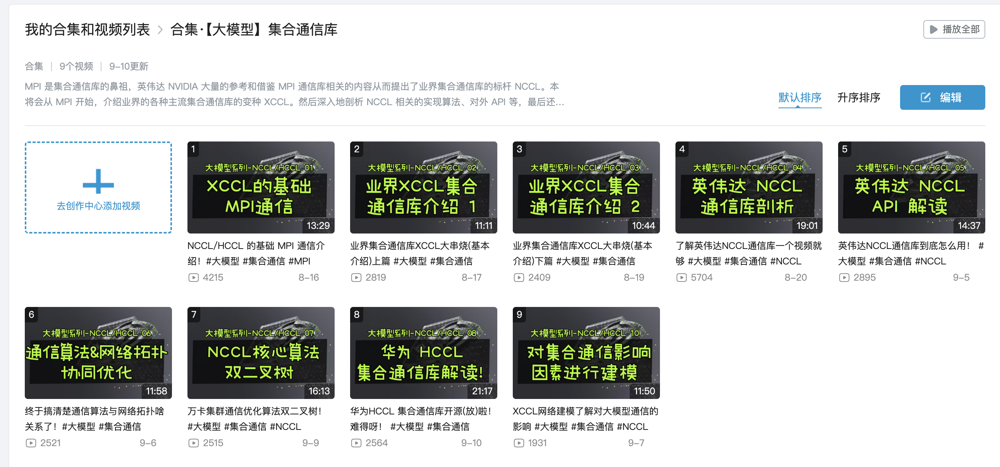 我的合集和视频列表 > 合集·【大模型】集合通信库
播放全部
合集 | 9个视频 | 9-10更新
MPI 是集合通信库的鼻祖，英伟达 NVIDIA 大量的参考和借鉴 MPI 通信库相关的内容从而提出了业界集合通信库的标杆 NCCL。本
将会从 MPI 开始，介绍业界的各种主流集合通信库的变种 XCCL。然后深入地剖析 NCCL 相关的实现算法、对外 API 等，最后还...
默认排序 升序排序 编辑
去创作中心添加视频
1
大模型系列-NCCL/HCCL 01
XCCL的基础
MPI通信
13:29
NCCL/HCCL 的基础 MPI 通信介
绍！#大模型 #集合通信 #MPI
4215 8-16
2
大模型系列-NCCL/HCCL 02
业界XCCL集合
通信库介绍 1
11:11
业界集合通信库XCCL大串烧(基本
介绍)上篇 #大模型 #集合通信
2819 8-17
3
大模型系列-NCCL/HCCL 03
业界XCCL集合
通信库介绍 2
10:44
业界集合通信库XCCL大串烧(基本
介绍)下篇 #大模型 #集合通信
2409 8-19
4
大模型系列-NCCL/HCCL 04
英伟达 NCCL
通信库剖析
19:01
了解英伟达NCCL通信库一个视频就
够 #大模型 #集合通信 #NCCL
5704 8-20
5
大模型系列-NCCL/HCCL 05
英伟达 NCCL
API 解读
14:37
英伟达NCCL通信库到底怎么用！ #
大模型 #集合通信 #NCCL
2895 9-5
6
大模型系列-NCCL/HCCL 06
通信算法&网络拓扑
协同优化
11:58
终于搞清楚通信算法与网络拓扑啥
关系了！#大模型 #集合通信
2521 9-6
7
大模型系列-NCCL/HCCL 07
NCCL核心算法
双二叉树
16:13
万卡集群通信优化算法双二叉树！
#大模型 #集合通信 #NCCL
2515 9-9
8
大模型系列-NCCL/HCCL 08
华为 HCCL
集合通信库解读!
21:17
华为HCCL 集合通信库开源(放)啦！
难得呀！ #大模型 #集合通信
2564 9-10
9
大模型系列-NCCL/HCCL 10
对集合通信影响
因素进行建模
11:50
XCCL网络建模了解对大模型通信的
影响 #大模型 #集合通信 #NCCL
1931 9-7